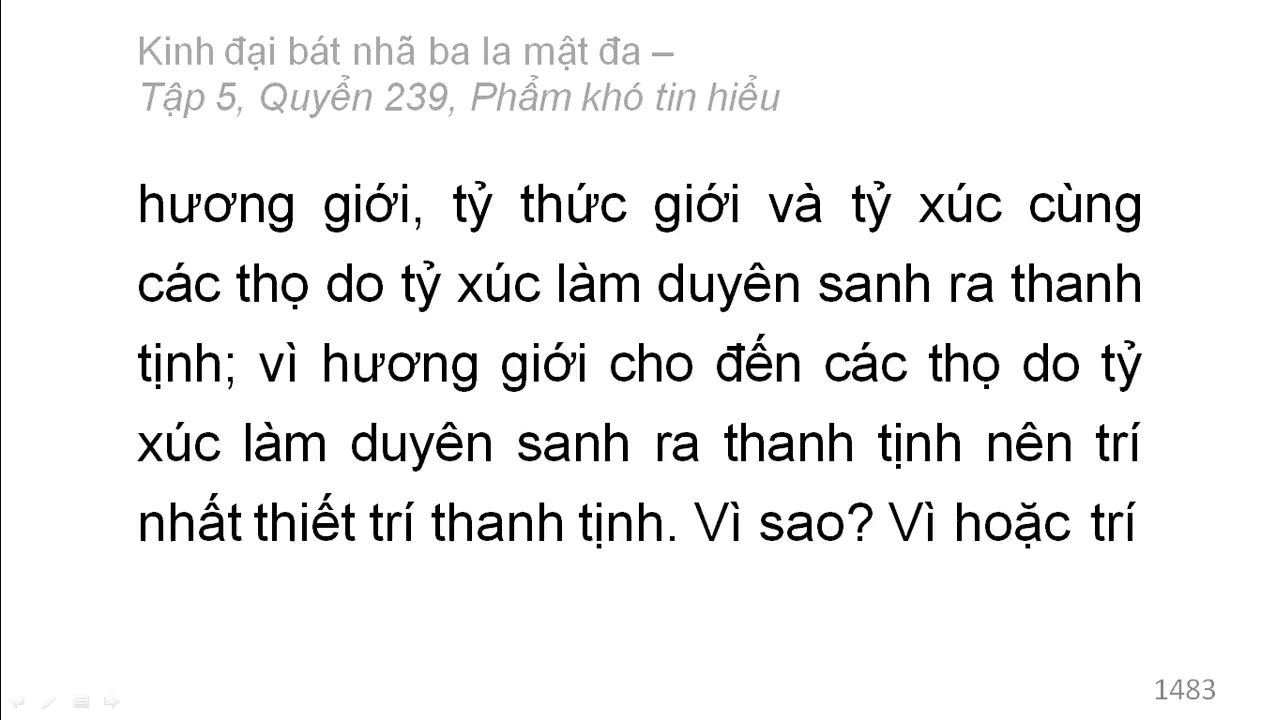 Kinh đại bát nhã ba la mật đa –
Tập 5, Quyển 239, Phẩm khó tin hiểu
hương giới, tỷ thức giới và tỷ xúc cùng
các thọ do tỷ xúc làm duyên sanh ra thanh
tịnh; vì hương giới cho đến các thọ do tỷ
xúc làm duyên sanh ra thanh tịnh nên trí
nhất thiết trí thanh tịnh. Vì sao? Vì hoặc trí
1483